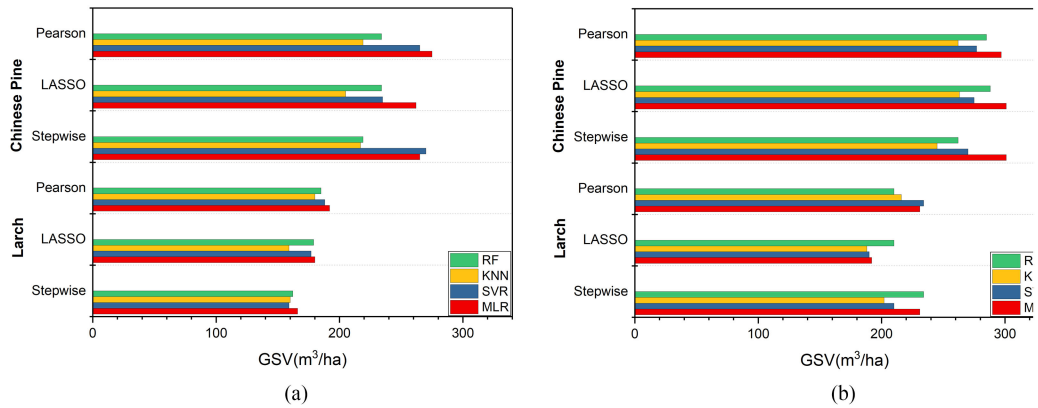 Chinese Pine
Larch
Pearson
LASSO
Stepwise
Pearson
LASSO
Stepwise
RF
KNN
SVR
MLR
0 100 200 300
GSV(m³/ha)
(a)
Chinese Pine
Larch
Pearson
LASSO
Stepwise
Pearson
LASSO
Stepwise
R
K
S
M
0 100 200 300
GSV(m³/ha)
(b)